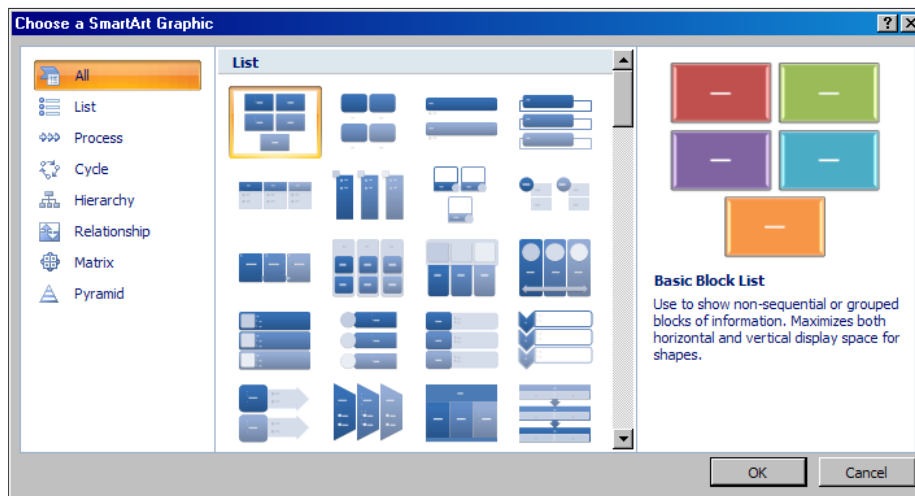 Choose a SmartArt Graphic
All
List
Process
Cycle
Hierarchy
Relationship
Matrix
Pyramid
List
Basic Block List
Use to show non-sequential or grouped
blocks of information. Maximizes both
horizontal and vertical display space for
shapes.
OK
Cancel